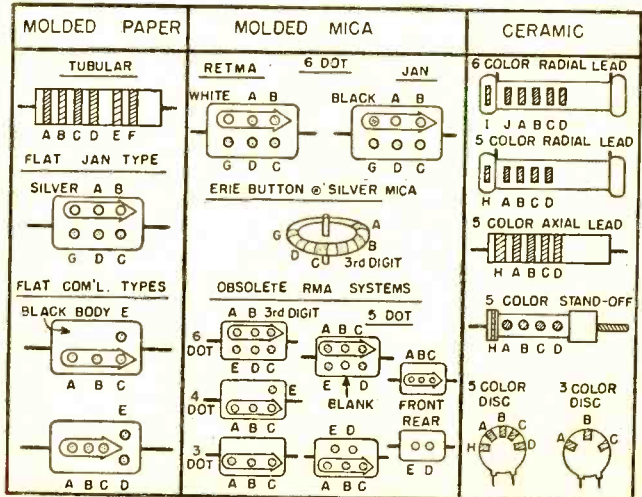 MOLDED PAPER
TUBULAR
A B C D E F
FLAT JAN TYPE
SILVER A B
G D C
FLAT COM'L. TYPES
BLACK BODY E
A B C
E
A B C D
MOLDED MICA
RETMA 6 DOT JAN
WHITE A B BLACK A B
G D C G D C
ERIE BUTTON ® SILVER MICA
A
G
B
D
C
3rd DIGIT
OBSOLETE RMA SYSTEMS
A B 3rd DIGIT 5 DOT
6 DOT
A B C
E D C
E D
BLANK
ABC
FRONT
REAR
E D
4 DOT
E
A B C
3 DOT
A B C
E D
A B C
CERAMIC
6 COLOR RADIAL LEAD
I J A B C D
5 COLOR RADIAL LEAD
H A B C D
5 COLOR AXIAL LEAD
H A B C D
5 COLOR STAND-OFF
H A B C D
5 COLOR DISC
H A B C D
3 COLOR DISC
A B C